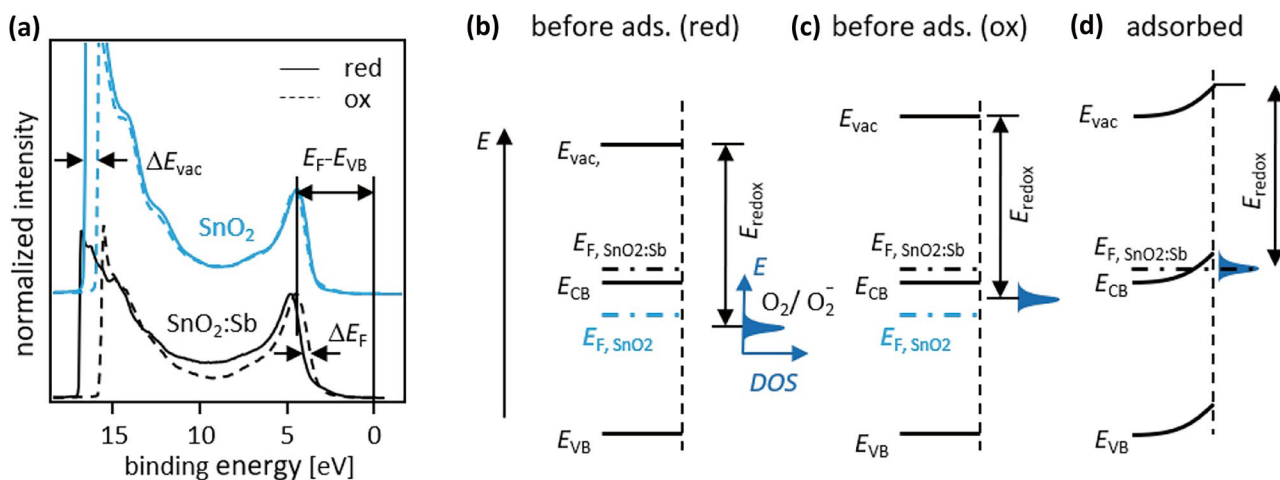 (a)
normalized intensity
red
ox
ΔEvac
EF-EVB
SnO2
SnO2:Sb
ΔEF
15
10
5
0
binding energy [eV]
(b) before ads. (red)
E
Evac,
Eredox
EF, SnO2:Sb
ECB
EF, SnO2
EVB
E
O2/ O2−
DOS
(c) before ads. (ox)
Evac
Eredox
EF, SnO2:Sb
ECB
EF, SnO2
EVB
(d) adsorbed
Evac
Eredox
EF, SnO2:Sb
ECB
EVB